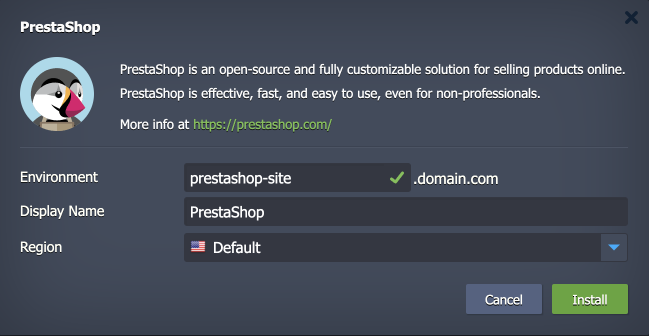 PrestaShop
PrestaShop is an open-source and fully customizable solution for selling products online.
PrestaShop is effective, fast, and easy to use, even for non-professionals.
More info at https://prestashop.com/
Environment prestashop-site .domain.com
Display Name PrestaShop
Region Default
Cancel Install